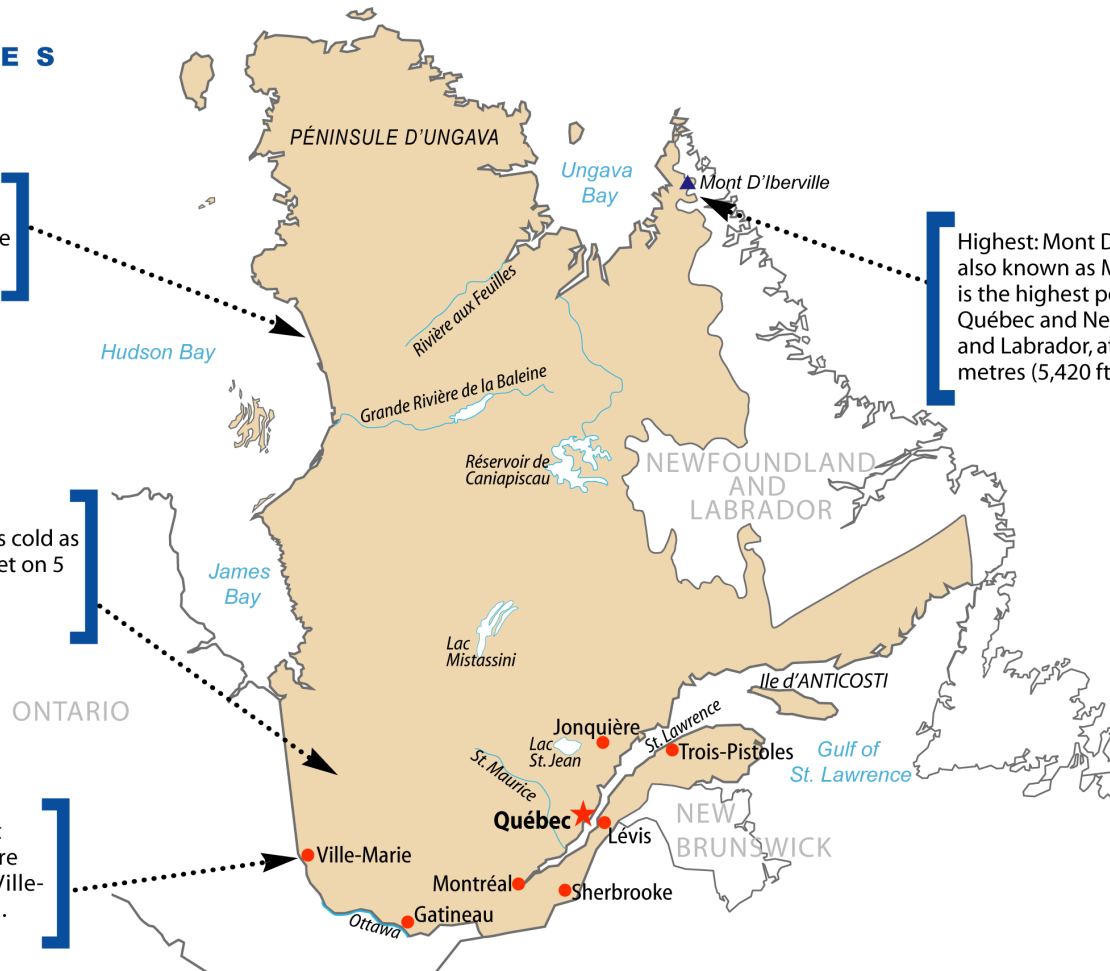 E S
PÉNINSULE D'UNGAVA
Ungava
Bay
Mont D'Iberville
e
Highest: Mont D
also known as M
is the highest p
Québec and Ne
and Labrador, a
metres (5,420 ft
Rivière aux Feuilles
Hudson Bay
Grande Rivière de la Baleine
Réservoir de
Caniapiscau
NEWFOUNDLAND
AND
LABRADOR
s cold as
et on 5
James
Bay
Lac
Mistassini
Ile d'ANTICOSTI
ONTARIO
Jonquière
St. Lawrence
Lac
St. Jean
Trois-Pistoles
Gulf of
St. Lawrence
St. Maurice
Québec
NEW
BRUNSWICK
Lévis
t
re
Ville-
.
Ville-Marie
Montréal
Sherbrooke
Gatineau
Ottawa